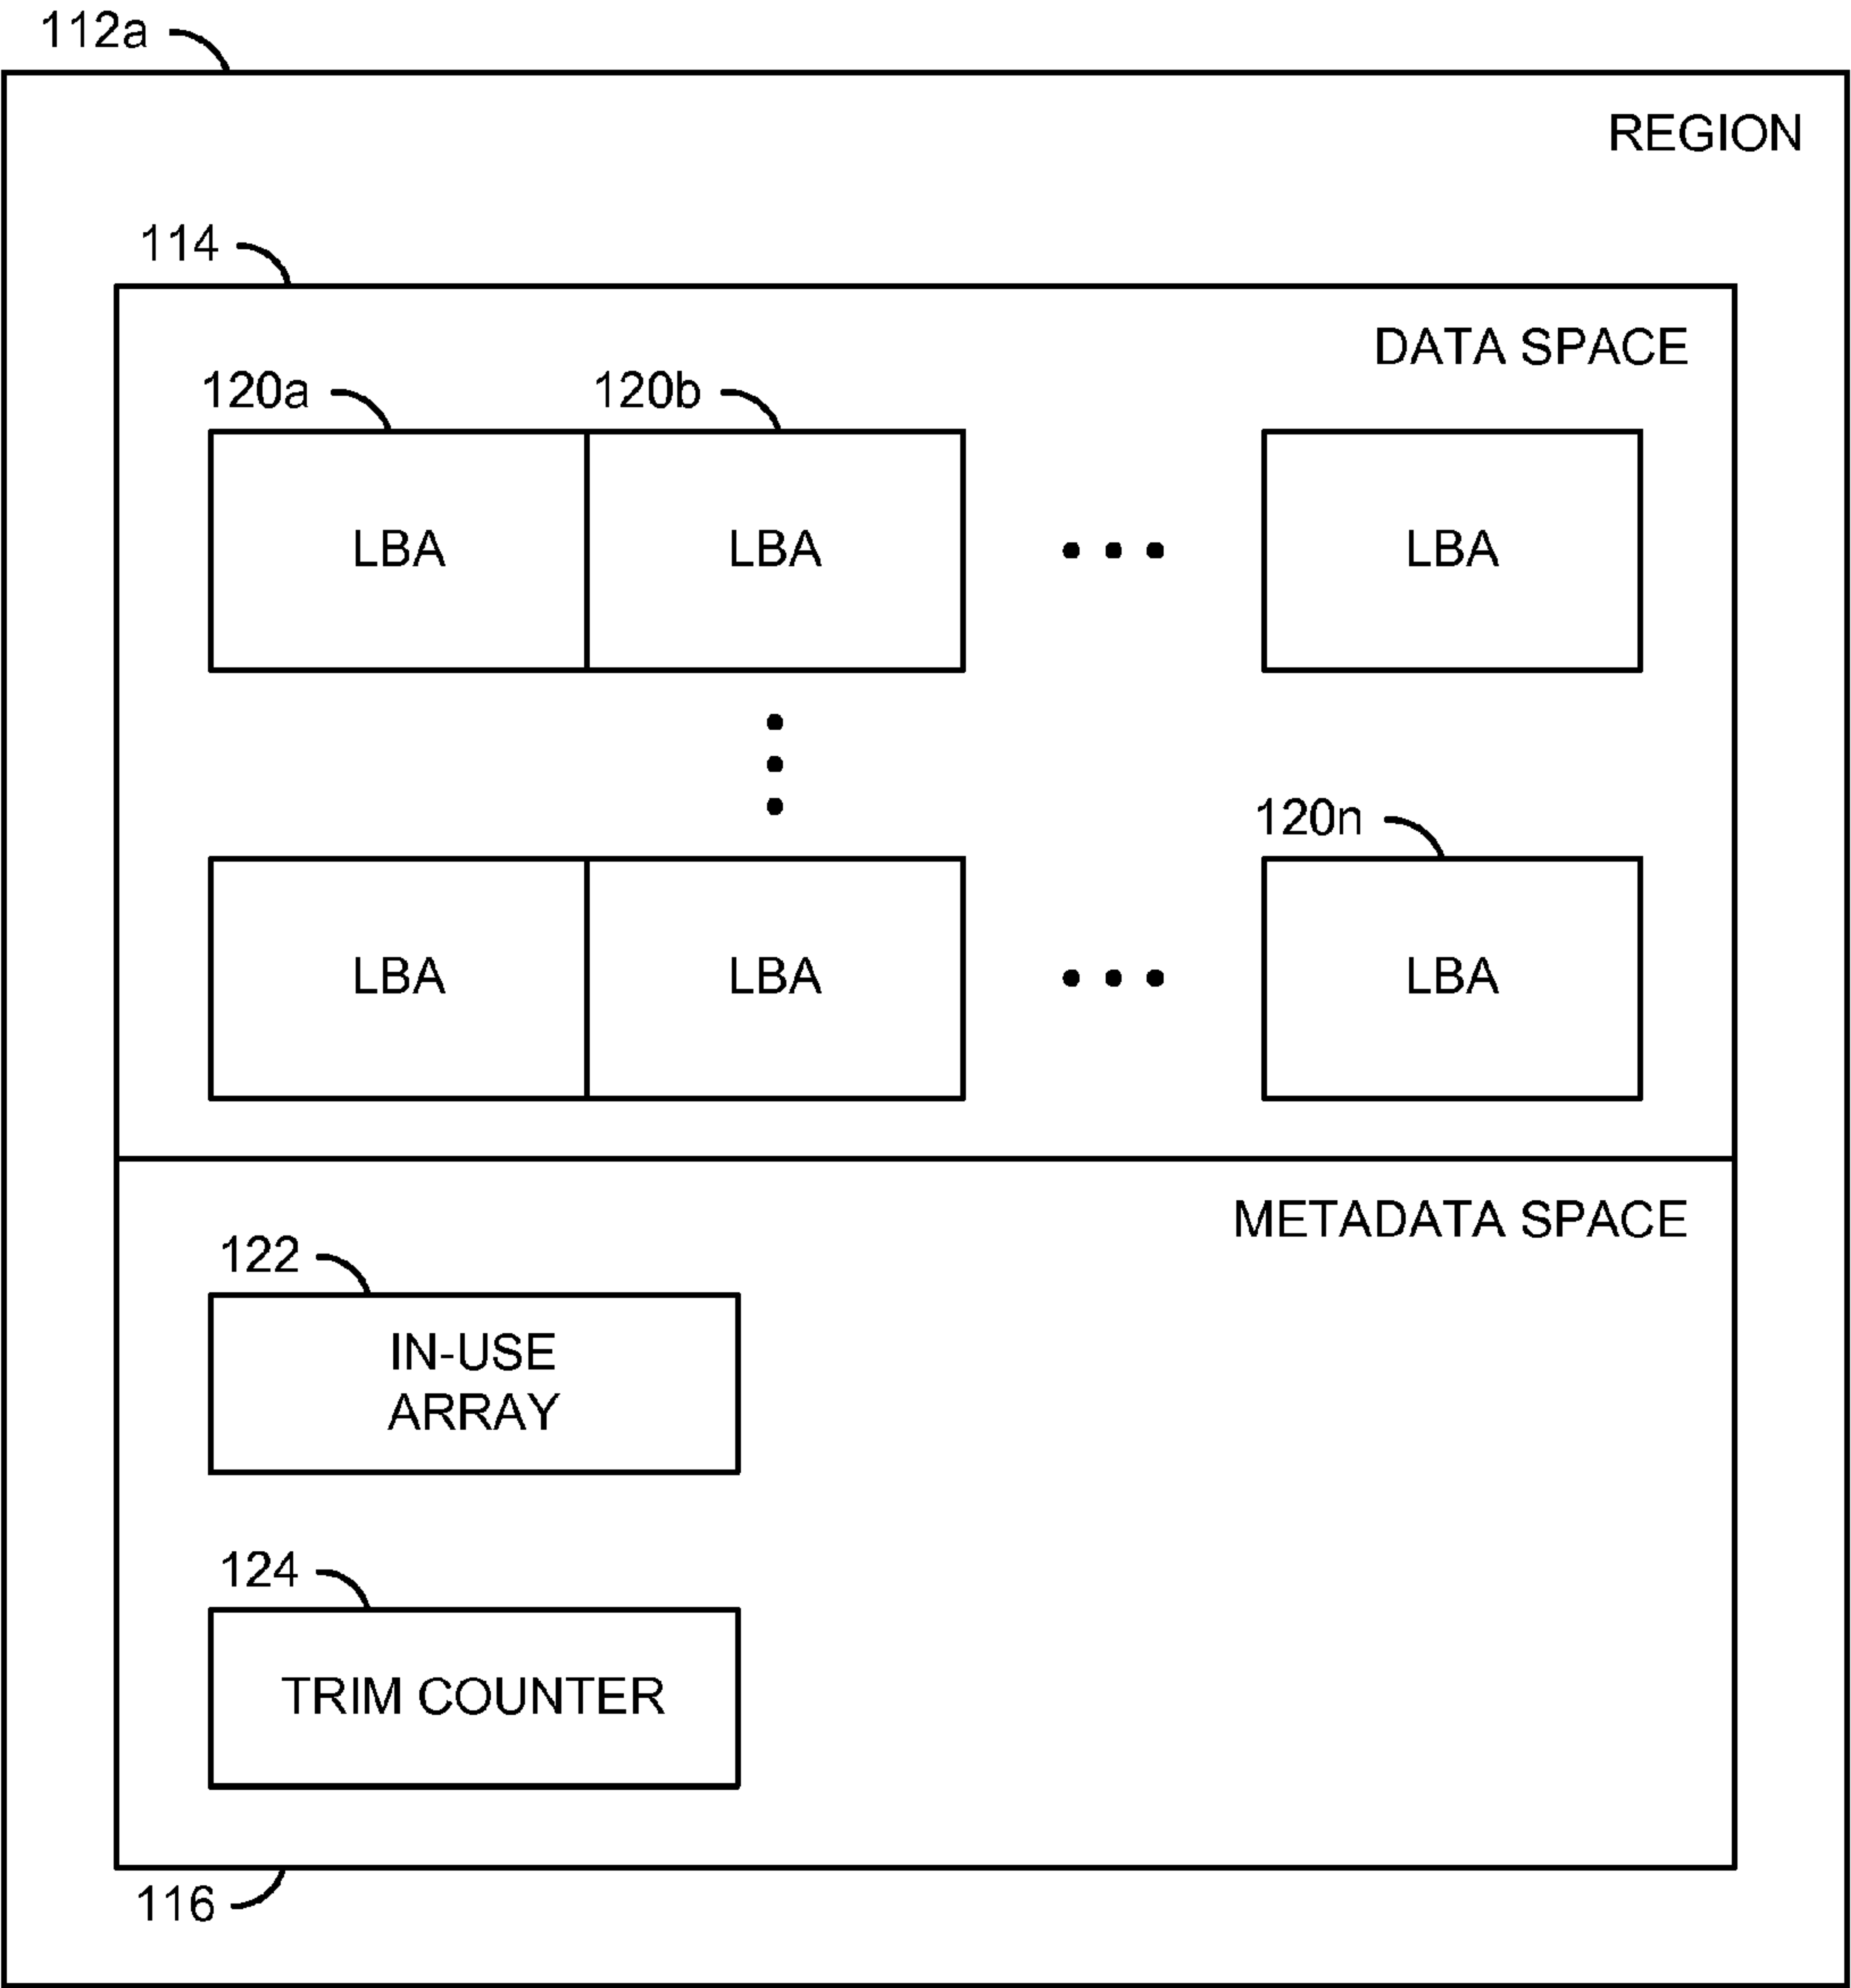 112a
REGION
114
DATA SPACE
120a 120b
LBA LBA LBA
120n
LBA LBA LBA
METADATA SPACE
122
IN-USE
ARRAY
124
TRIM COUNTER
116